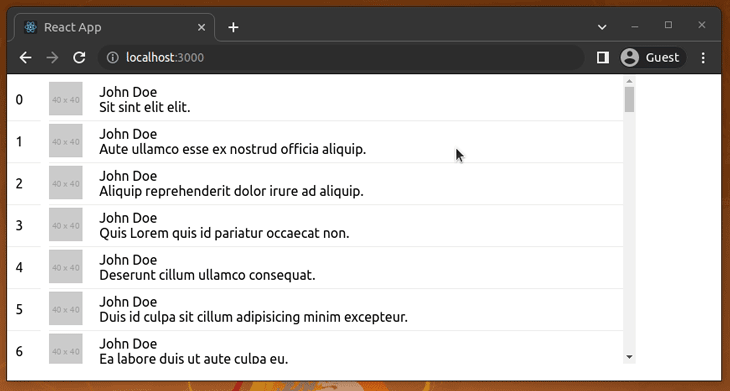 React App
localhost:3000
Guest
0
40 x 40
John Doe
Sit sint elit elit.
1
40 x 40
John Doe
Aute ullamco esse ex nostrud officia aliquip.
2
40 x 40
John Doe
Aliquip reprehenderit dolor irure ad aliquip.
3
40 x 40
John Doe
Quis Lorem quis id pariatur occaecat non.
4
40 x 40
John Doe
Deserunt cillum ullamco consequat.
5
40 x 40
John Doe
Duis id culpa sit cillum adipisicing minim excepteur.
6
40 x 40
John Doe
Ea labore duis ut aute culpa eu.